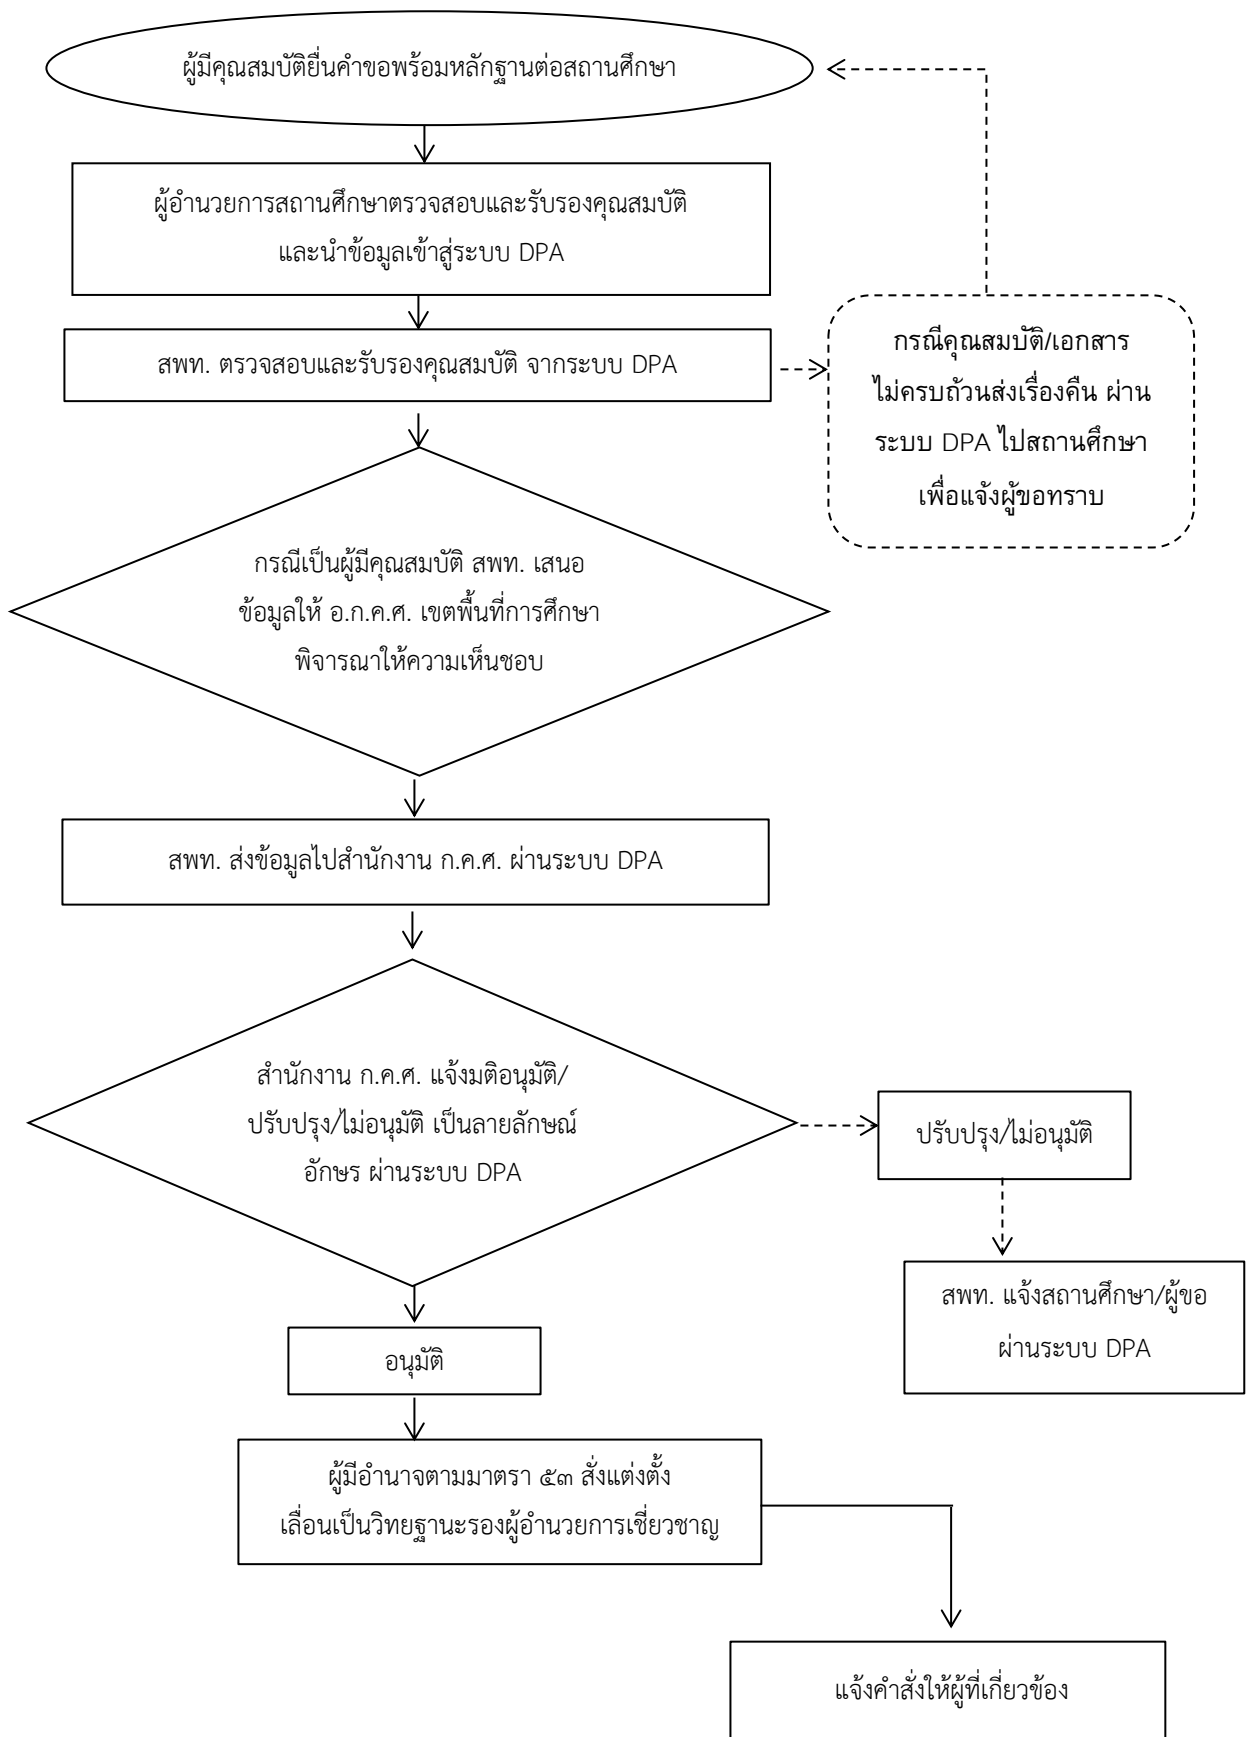 ผู้มีคุณสมบัติยื่นคำขอพร้อมหลักฐานต่อสถานศึกษา
ผู้อำนวยการสถานศึกษาตรวจสอบและรับรองคุณสมบัติ
และนำข้อมูลเข้าสู่ระบบ DPA
สพท. ตรวจสอบและรับรองคุณสมบัติ จากระบบ DPA
กรณีคุณสมบัติ/เอกสาร
ไม่ครบถ้วนส่งเรื่องคืน ผ่าน
ระบบ DPA ไปสถานศึกษา
เพื่อแจ้งผู้ขอทราบ
กรณีเป็นผู้มีคุณสมบัติ สพท. เสนอ
ข้อมูลให้ อ.ก.ค.ศ. เขตพื้นที่การศึกษา
พิจารณาให้ความเห็นชอบ
สพท. ส่งข้อมูลไปสำนักงาน ก.ค.ศ. ผ่านระบบ DPA
สำนักงาน ก.ค.ศ. แจ้งมติอนุมัติ/
ปรับปรุง/ไม่อนุมัติ เป็นลายลักษณ์
อักษร ผ่านระบบ DPA
ปรับปรุง/ไม่อนุมัติ
สพท. แจ้งสถานศึกษา/ผู้ขอ
ผ่านระบบ DPA
อนุมัติ
ผู้มีอำนาจตามมาตรา ๕๓ สั่งแต่งตั้ง
เลื่อนเป็นวิทยฐานะรองผู้อำนวยการเชี่ยวชาญ
แจ้งคำสั่งให้ผู้ที่เกี่ยวข้อง